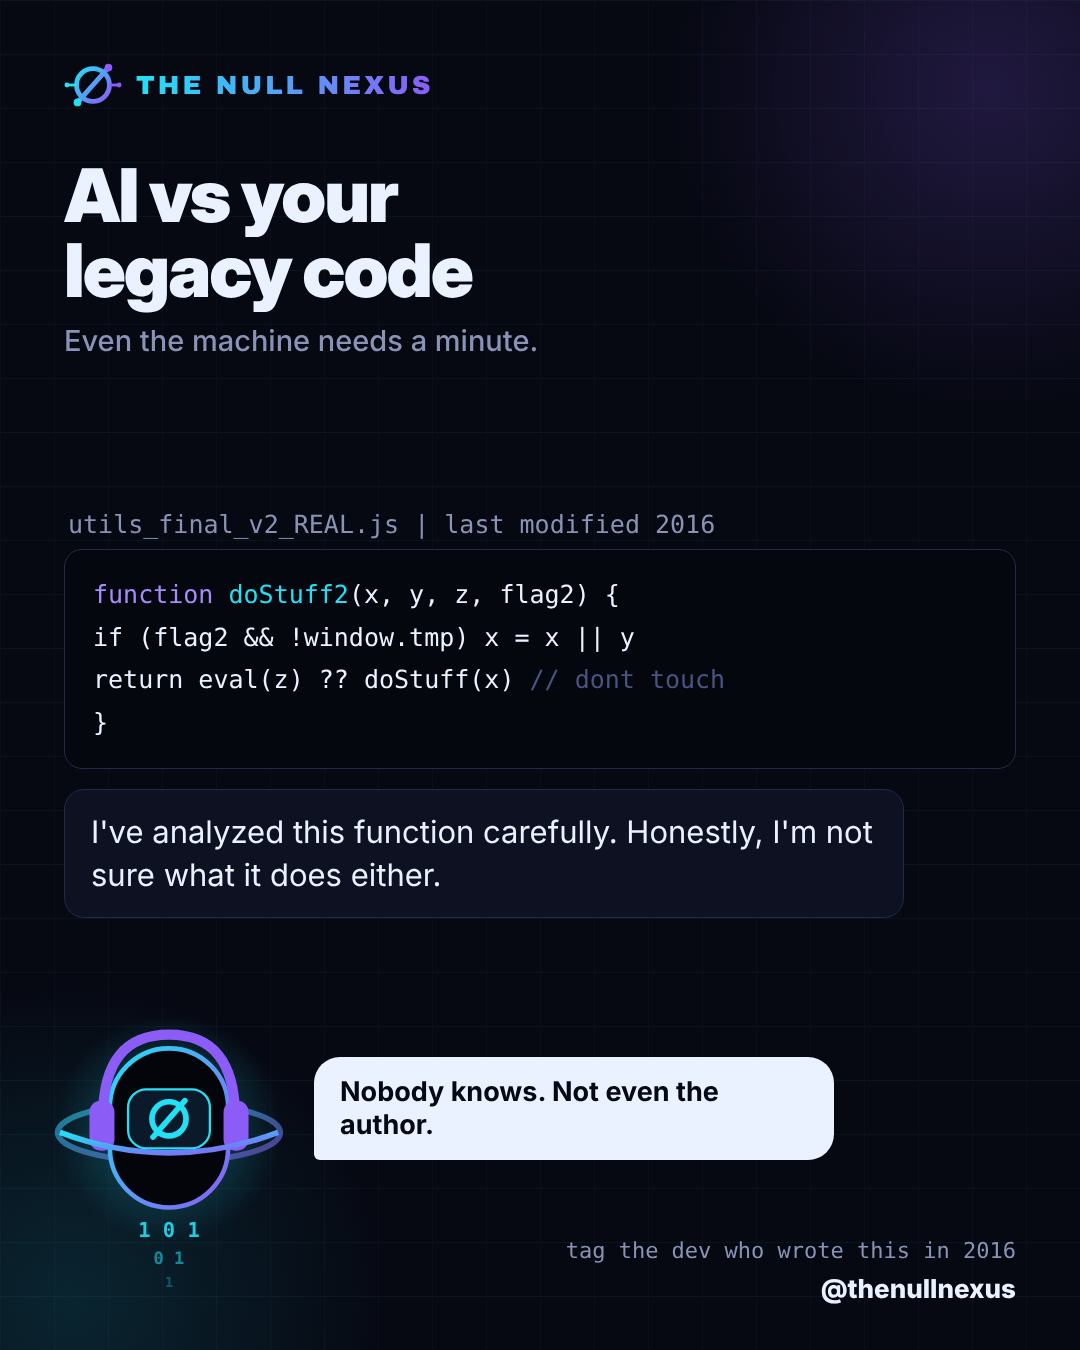 THE NULL NEXUS
AI vs your
legacy code
Even the machine needs a minute.
utils_final_v2_REAL.js | last modified 2016
function doStuff2(x, y, z, flag2) {
if (flag2 && !window.tmp) x = x || y
return eval(z) ?? doStuff(x) // dont touch
}
I've analyzed this function carefully. Honestly, I'm not
sure what it does either.
Nobody knows. Not even the
author.
1 0 1
0 1
1
tag the dev who wrote this in 2016
@thenullnexus